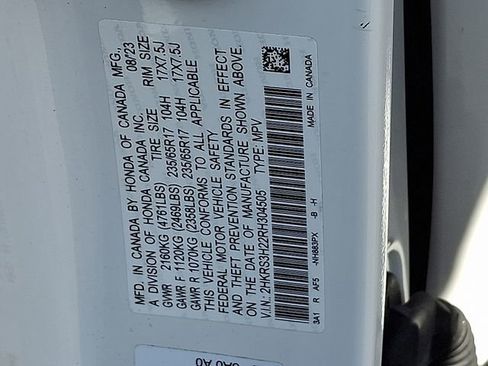 MFD. IN CANADA BY HONDA OF CANADA MFG.,
A DIVISION OF HONDA CANADA INC. 08/23
TIRE SIZE RIM SIZE
GVWR 2160KG (4761LBS)
GAWR F 1120KG (2469LBS) 235/65R17 104H 17X7.5J
GAWR R 1070KG (2358LBS) 235/65R17 104H 17X7.5J
THIS VEHICLE CONFORMS TO ALL APPLICABLE
FEDERAL MOTOR VEHICLE SAFETY
AND THEFT PREVENTION STANDARDS IN EFFECT
ON THE DATE OF MANUFACTURE SHOWN ABOVE.
V.I.N: 2HKRS3H22RH304505 TYPE: MPV
3A1 R AF5 -NH883PX -B -H MADE IN CANADA